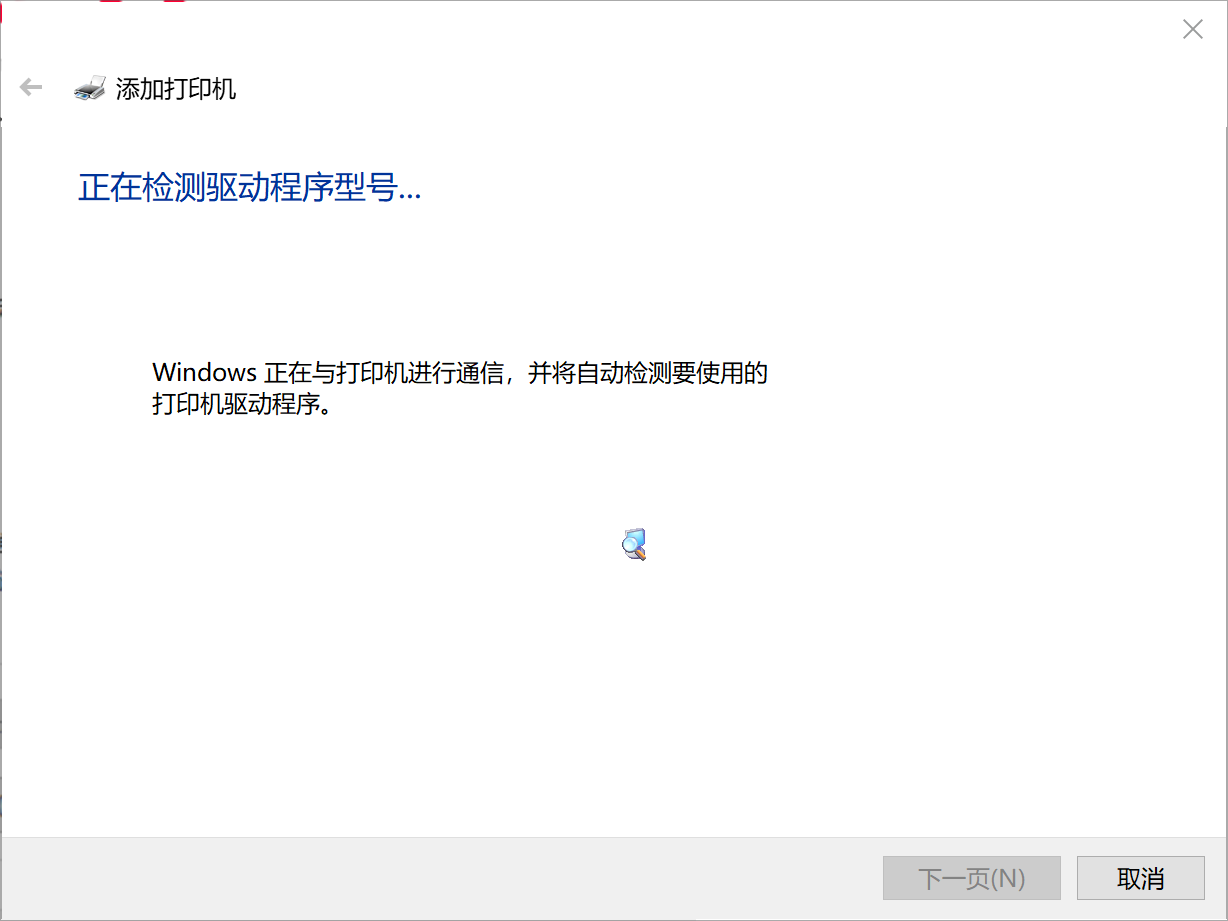 添加打印机
正在检测驱动程序型号...
Windows 正在与打印机进行通信，并将自动检测要使用的
打印机驱动程序。
下一页(N)
取消